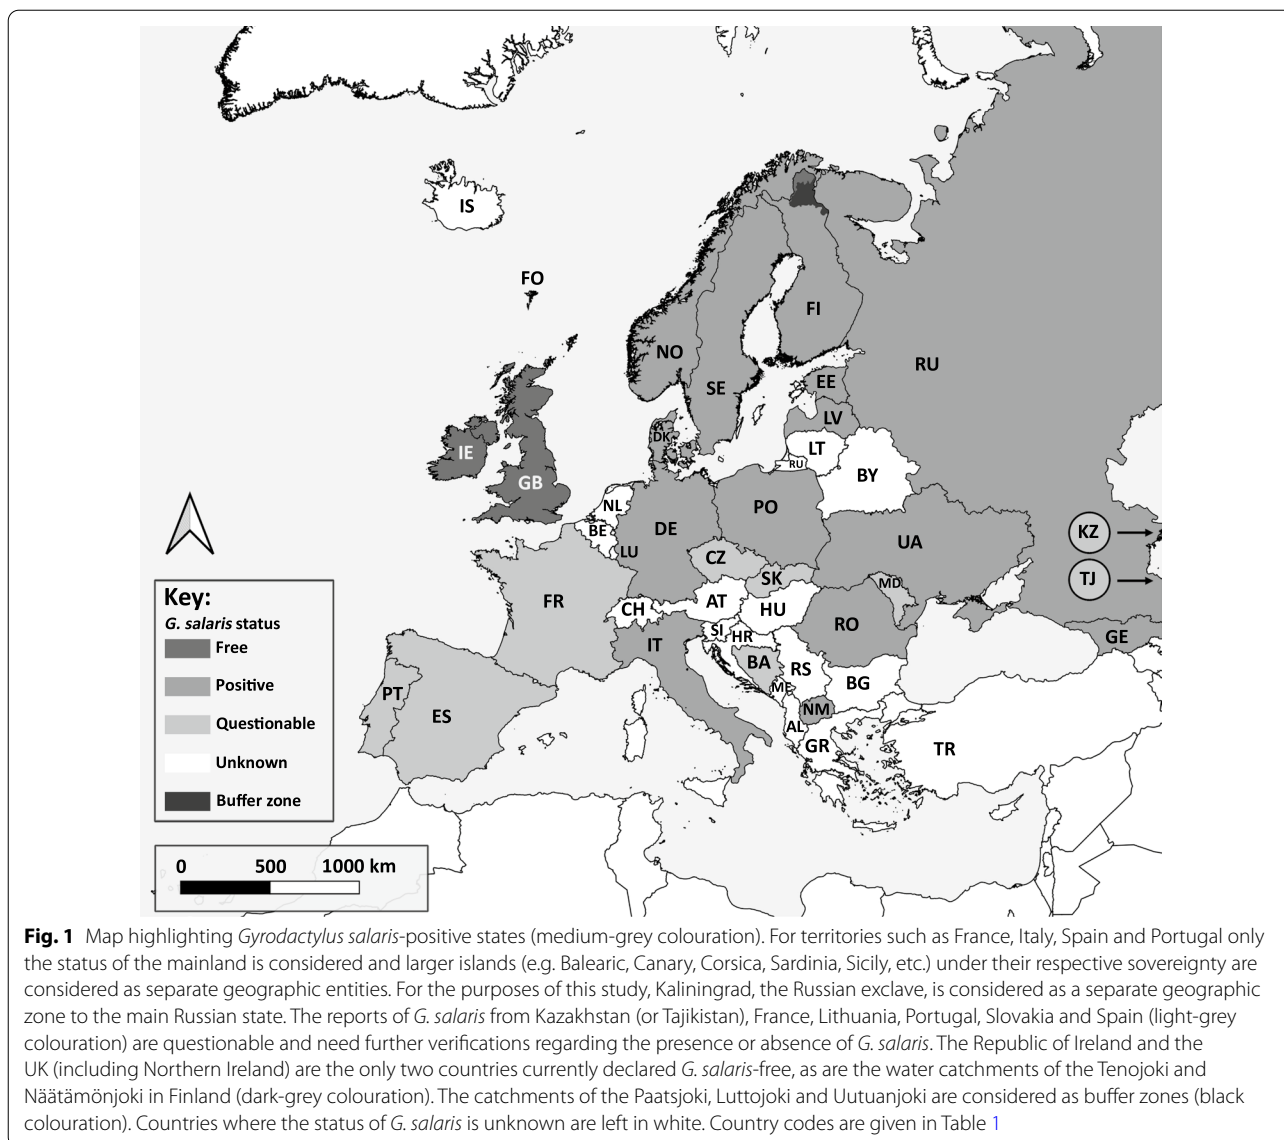 IS
FO
FI
NO
RU
SE
EE
LV
DK
LT
IE
RU
BY
GB
NL
PO
DE
BE
KZ
UA
LU
CZ
SK
TJ
MD
FR
AT
CH
HU
RO
SI
HR
GE
IT
BA
RS
BG
ME
PT
NM
ES
AL
GR
TR
Key:
G. salaris status
Free
Positive
Questionable
Unknown
Buffer zone
0 500 1000 km
Fig. 1 Map highlighting Gyrodactylus salaris-positive states (medium-grey colouration). For territories such as France, Italy, Spain and Portugal only
the status of the mainland is considered and larger islands (e.g. Balearic, Canary, Corsica, Sardinia, Sicily, etc.) under their respective sovereignty are
considered as separate geographic entities. For the purposes of this study, Kaliningrad, the Russian exclave, is considered as a separate geographic
zone to the main Russian state. The reports of G. salaris from Kazakhstan (or Tajikistan), France, Lithuania, Portugal, Slovakia and Spain (light-grey
colouration) are questionable and need further verifications regarding the presence or absence of G. salaris. The Republic of Ireland and the
UK (including Northern Ireland) are the only two countries currently declared G. salaris-free, as are the water catchments of the Tenojoki and
Näätämönjoki in Finland (dark-grey colouration). The catchments of the Paatsjoki, Luttojoki and Uutuanjoki are considered as buffer zones (black
colouration). Countries where the status of G. salaris is unknown are left in white. Country codes are given in Table 1